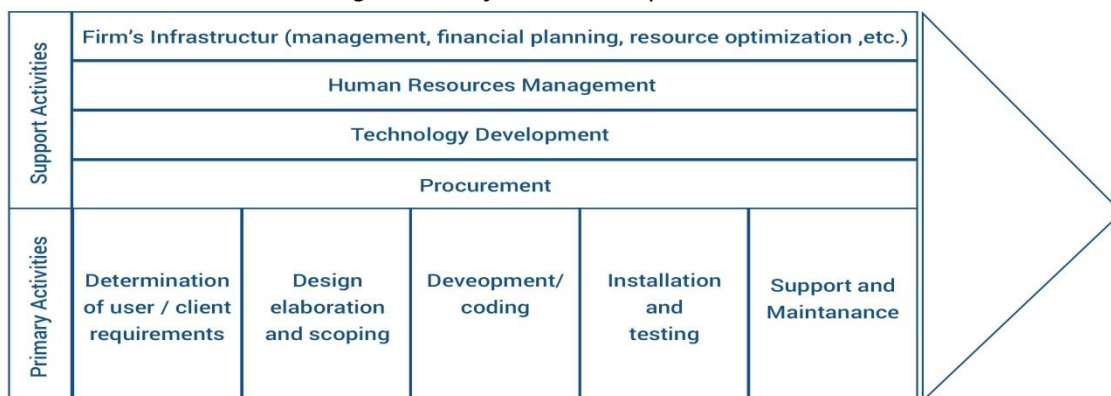 Support Activities
Firm's Infrastructur (management, financial planning, resource optimization ,etc.)
Human Resources Management
Technology Development
Procurement
Primary Activities
Determination
of user / client
requirements
Design
elaboration
and scoping
Deveopment/
coding
Installation
and
testing
Support and
Maintanance